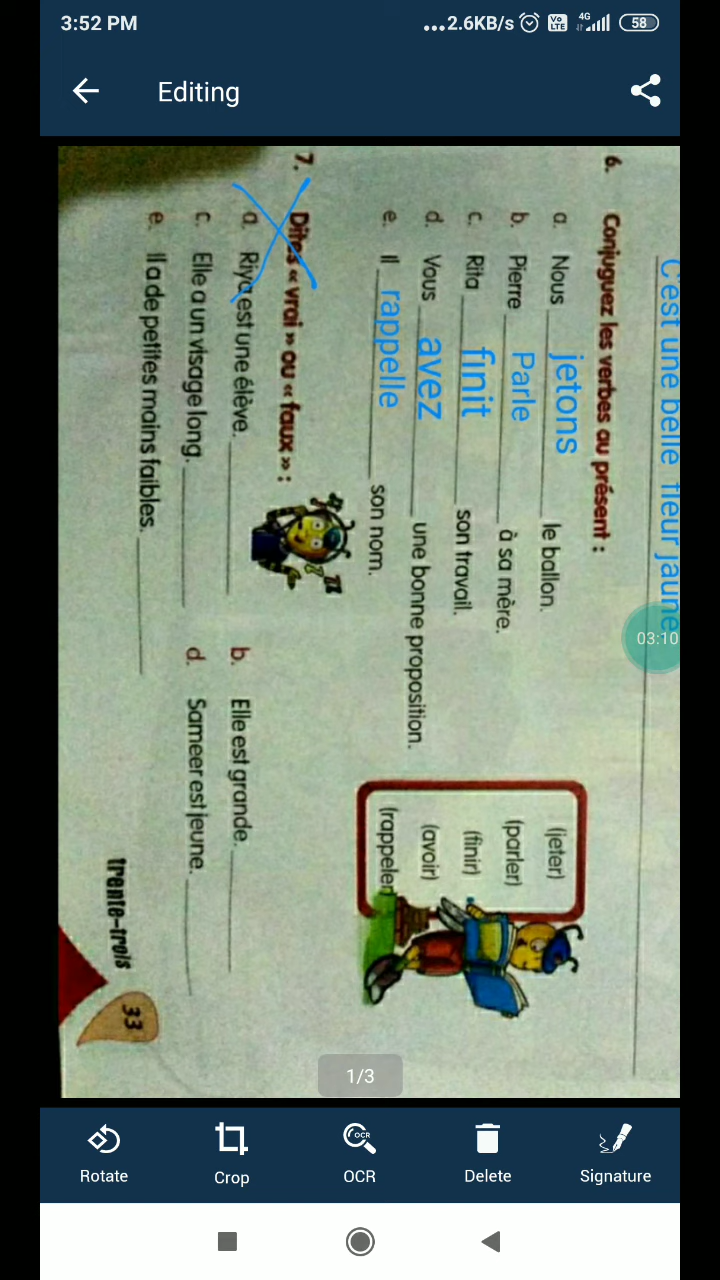 3:52 PM
...2.6KB/s Vo LTE 4G 58
Editing
C'est une belle fleur jaune
6. Conjuguez les verbes au présent :
a. Nous jetons le ballon. (jeter)
b. Pierre Parle à sa mère. (parler)
c. Rita finit son travail. (finir)
d. Vous avez une bonne proposition. (avoir)
e. Il rappelle son nom. (rappeler)
7. Dites « vrai » ou « faux » :
a. Riya est une élève.
b. Elle est grande.
c. Elle a un visage long.
d. Sameer est jeune.
e. Il a de petites mains faibles.
trente-trois 33
03:10
1/3
Rotate
Crop
OCR
OCR
Delete
Signature